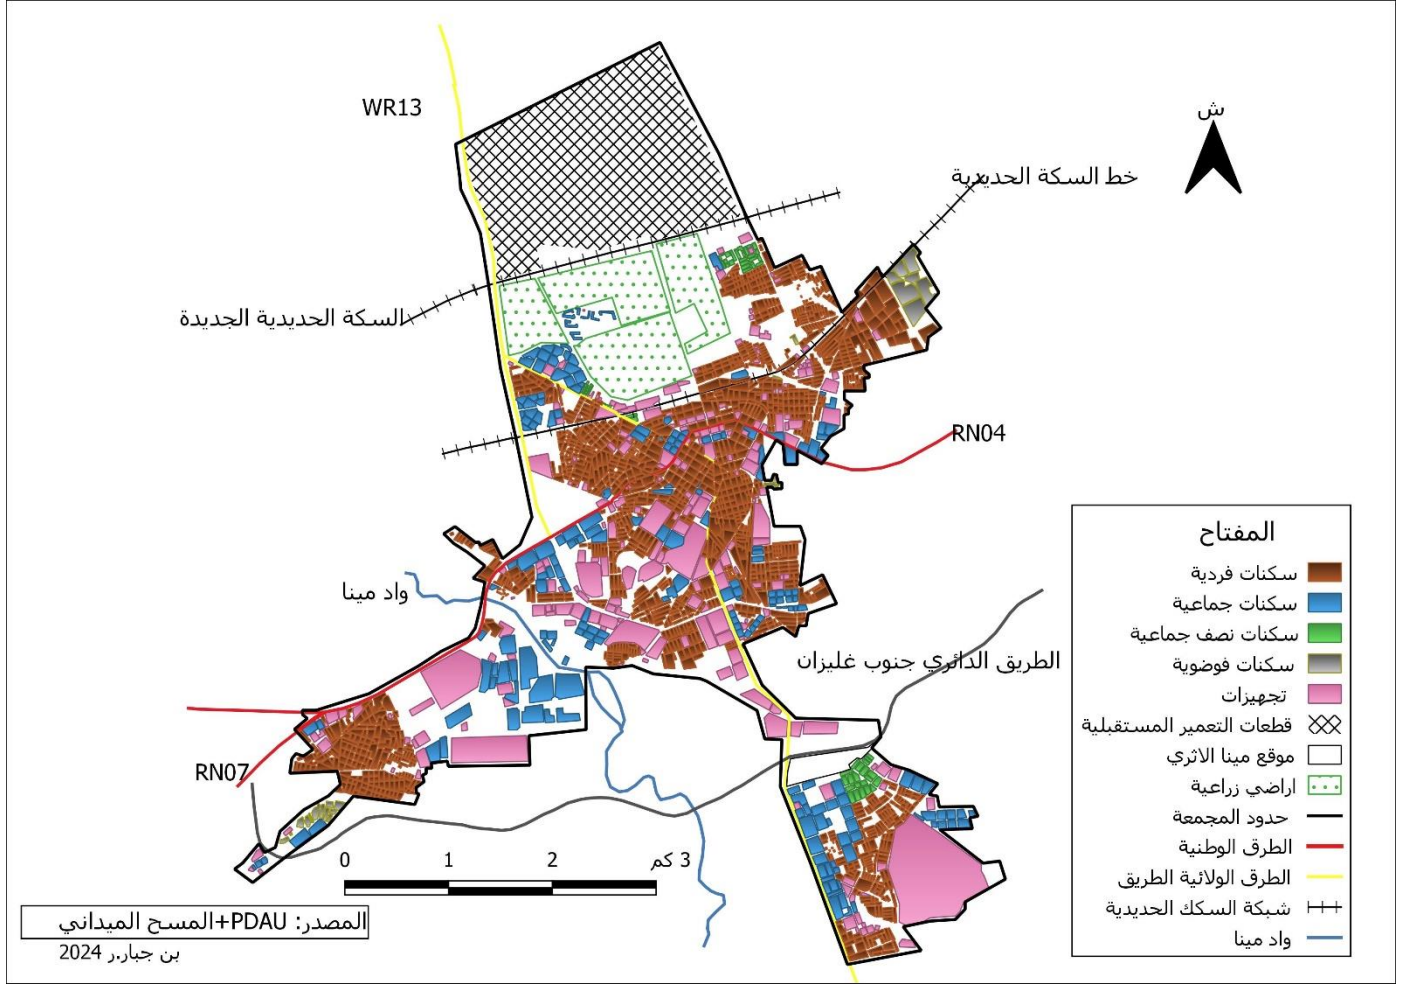 ش
WR13
خط السكة الحديدية
السكة الحديدية الجديدة
RN04
واد مينا
الطريق الدائري جنوب غليزان
RN07
0 1 2 3 كم
المفتاح
سكنات فردية
سكنات جماعية
سكنات نصف جماعية
سكنات فوضوية
تجهيزات
قطعات التعمير المستقبلية
موقع مينا الاثري
اراضي زراعية
حدود المجمعة
الطرق الوطنية
الطرق الولائية الطريق
شبكة السكك الحديدية
واد مينا
المصدر: PDAU+المسح الميداني
بن جبار.ر 2024